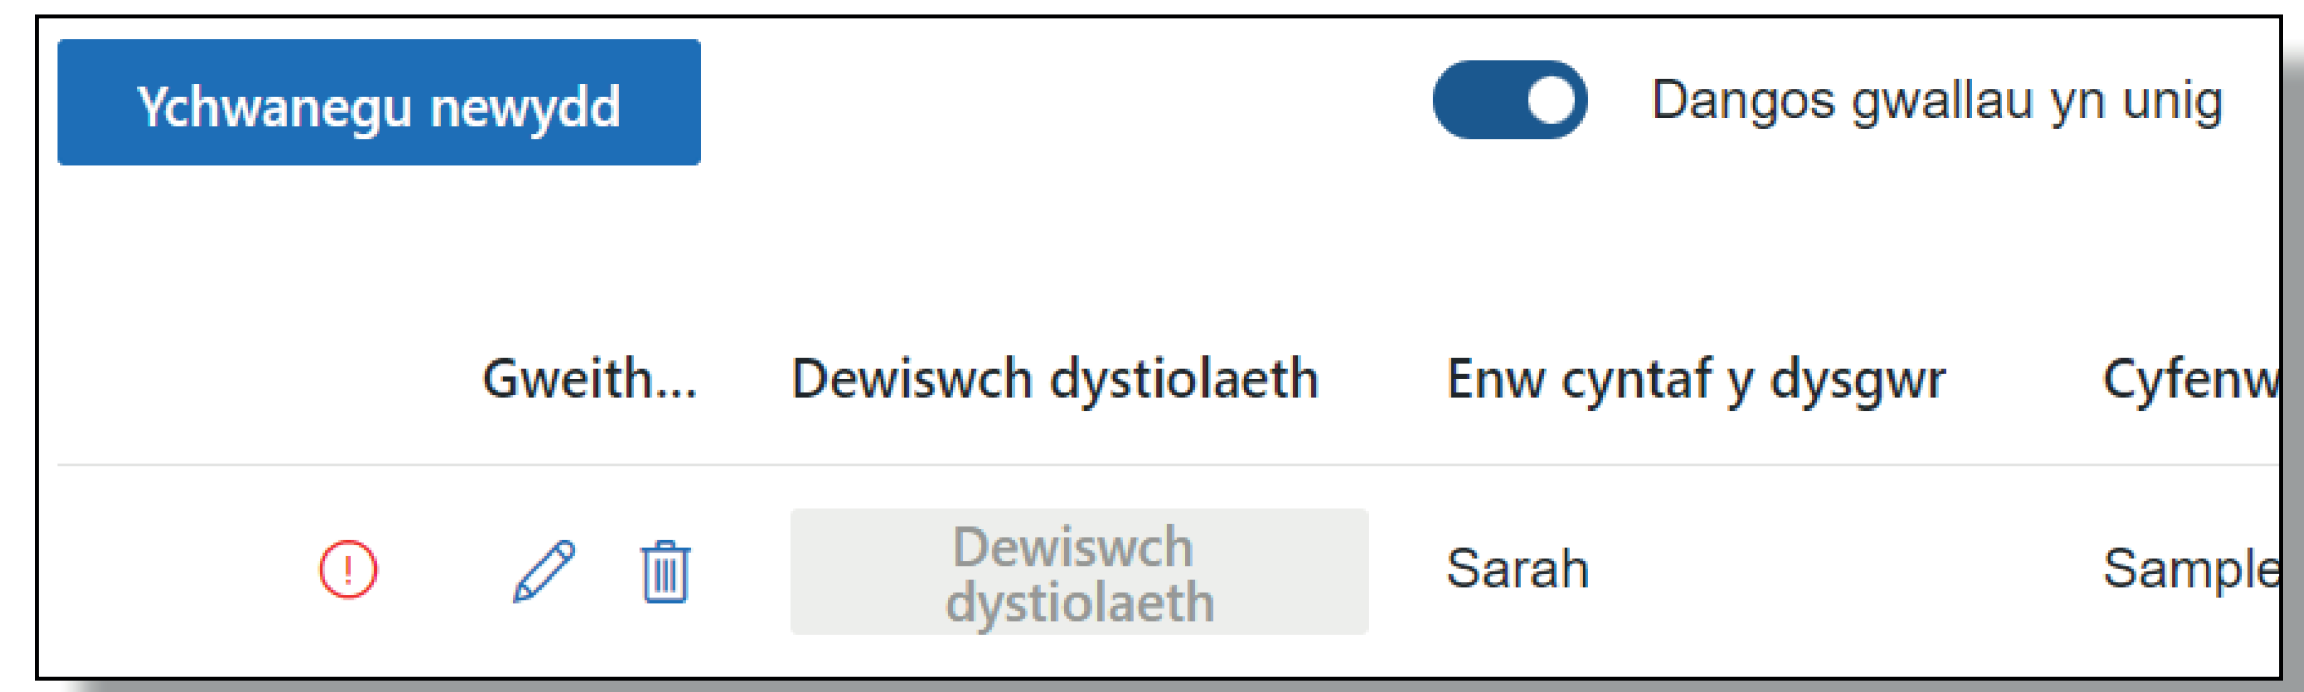 Ychwanegu newydd
Dangos gwallau yn unig
Gweith... Dewiswch dystiolaeth Enw cyntaf y dysgwr Cyfenw
Dewiswch
dystiolaeth
Sarah Sample